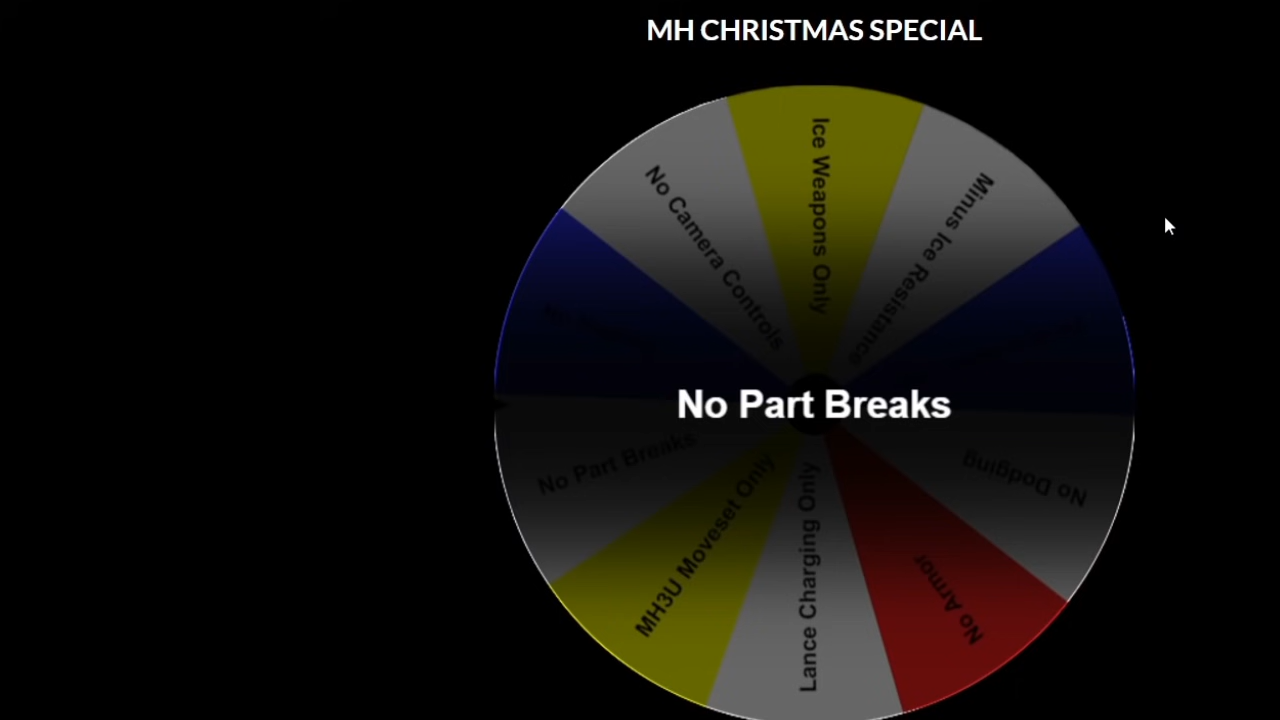 MH CHRISTMAS SPECIAL
Ice Weapons Only
Minus Ice Resistance
No Dodging
No Armor
Lance Charging Only
MH3U Moveset Only
No Part Breaks
No Camera Controls
No Part Breaks